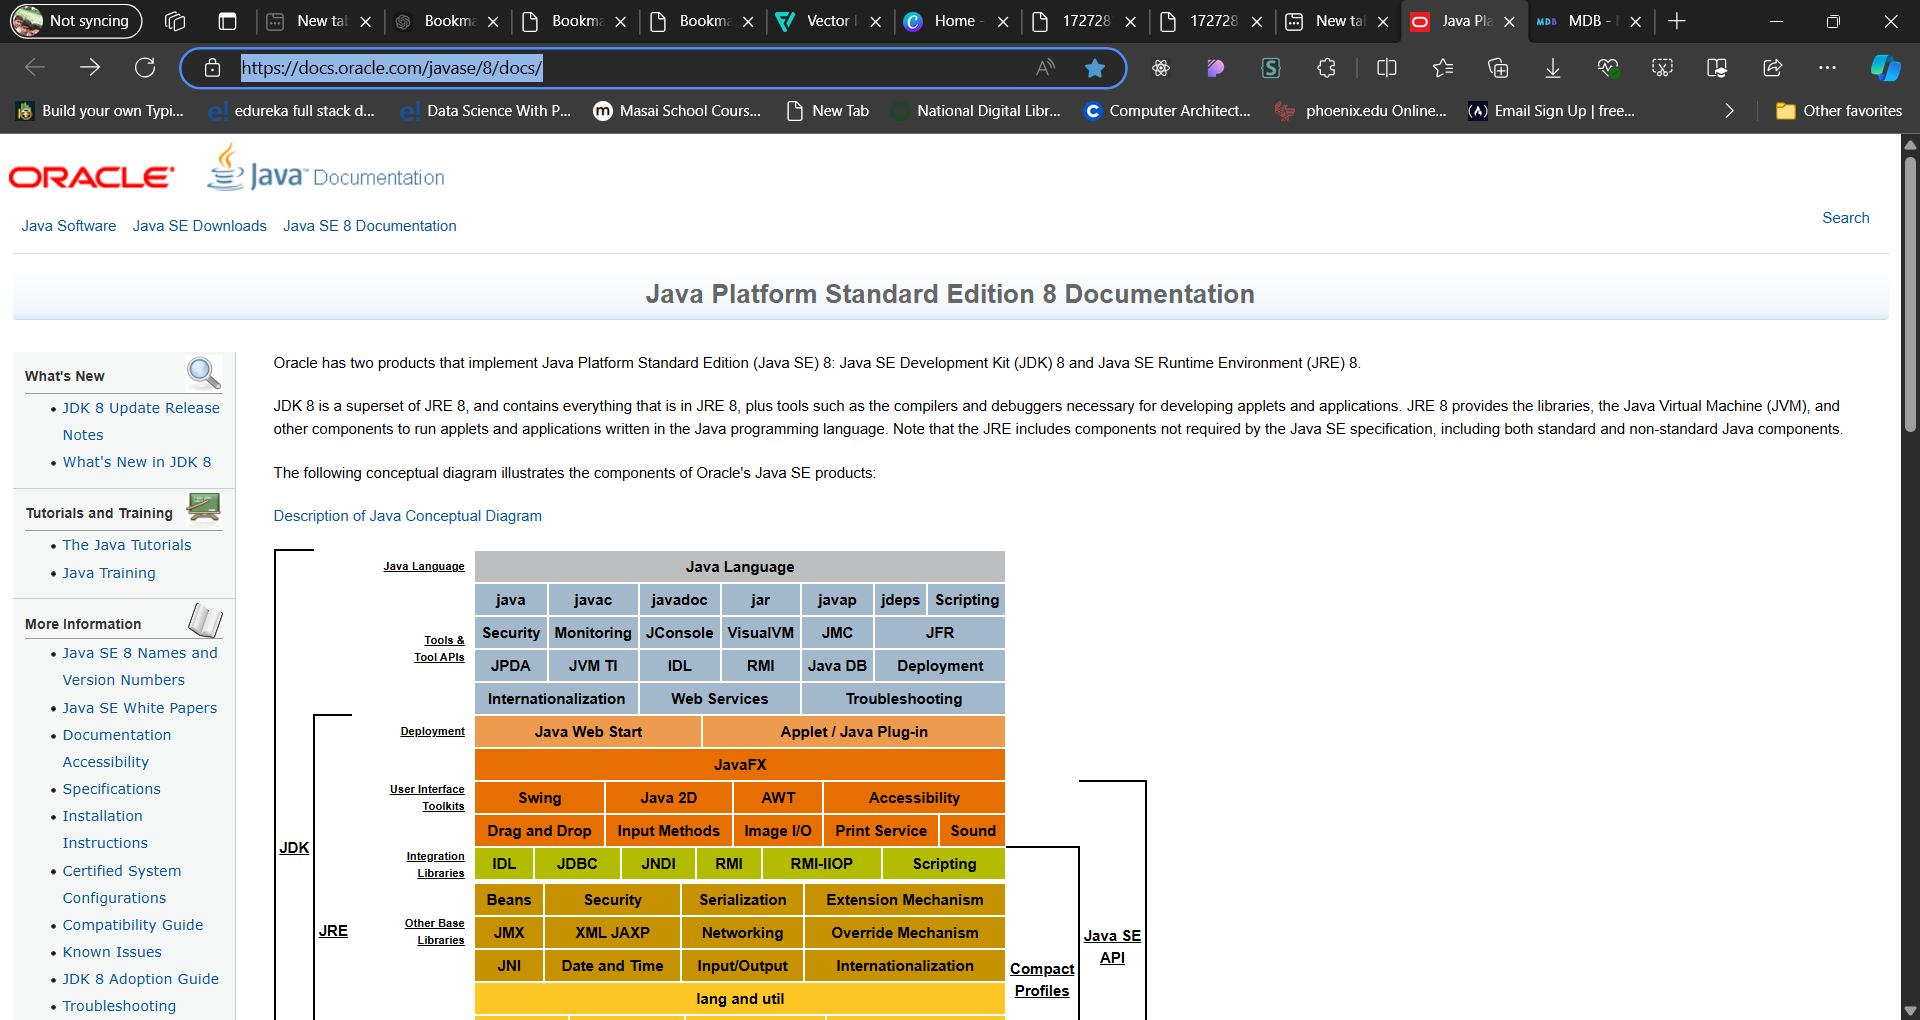 Not syncing
New tab
Bookma
Bookma
Bookma
Vector
Home -
172728
172728
New tab
Java Pla
MDB
MDB -
https://docs.oracle.com/javase/8/docs/
Build your own Typi...
edureka full stack d...
Data Science With P...
Masai School Cours...
New Tab
National Digital Libr...
Computer Architect...
phoenix.edu Online...
Email Sign Up | free...
Other favorites
ORACLE
Java™ Documentation
Java Software
Java SE Downloads
Java SE 8 Documentation
Search
Java Platform Standard Edition 8 Documentation
What's New
JDK 8 Update Release
Notes
What's New in JDK 8
Tutorials and Training
The Java Tutorials
Java Training
More Information
Java SE 8 Names and
Version Numbers
Java SE White Papers
Documentation
Accessibility
Specifications
Installation
Instructions
Certified System
Configurations
Compatibility Guide
Known Issues
JDK 8 Adoption Guide
Troubleshooting
Oracle has two products that implement Java Platform Standard Edition (Java SE) 8: Java SE Development Kit (JDK) 8 and Java SE Runtime Environment (JRE) 8.
JDK 8 is a superset of JRE 8, and contains everything that is in JRE 8, plus tools such as the compilers and debuggers necessary for developing applets and applications. JRE 8 provides the libraries, the Java Virtual Machine (JVM), and
other components to run applets and applications written in the Java programming language. Note that the JRE includes components not required by the Java SE specification, including both standard and non-standard Java components.
The following conceptual diagram illustrates the components of Oracle's Java SE products:
Description of Java Conceptual Diagram
Java Language
Java Language
java javac javadoc jar javap jdeps Scripting
Tools &
Tool APIs
Security Monitoring JConsole VisualVM JMC JFR
JPDA JVM TI IDL RMI Java DB Deployment
Internationalization Web Services Troubleshooting
Deployment
Java Web Start Applet / Java Plug-in
JavaFX
User Interface
Toolkits
Swing Java 2D AWT Accessibility
Drag and Drop Input Methods Image I/O Print Service Sound
JDK
Integration
Libraries
IDL JDBC JNDI RMI RMI-IIOP Scripting
Beans Security Serialization Extension Mechanism
JRE
Other Base
Libraries
JMX XML JAXP Networking Override Mechanism
JNI Date and Time Input/Output Internationalization
lang and util
Compact
Profiles
Java SE
API